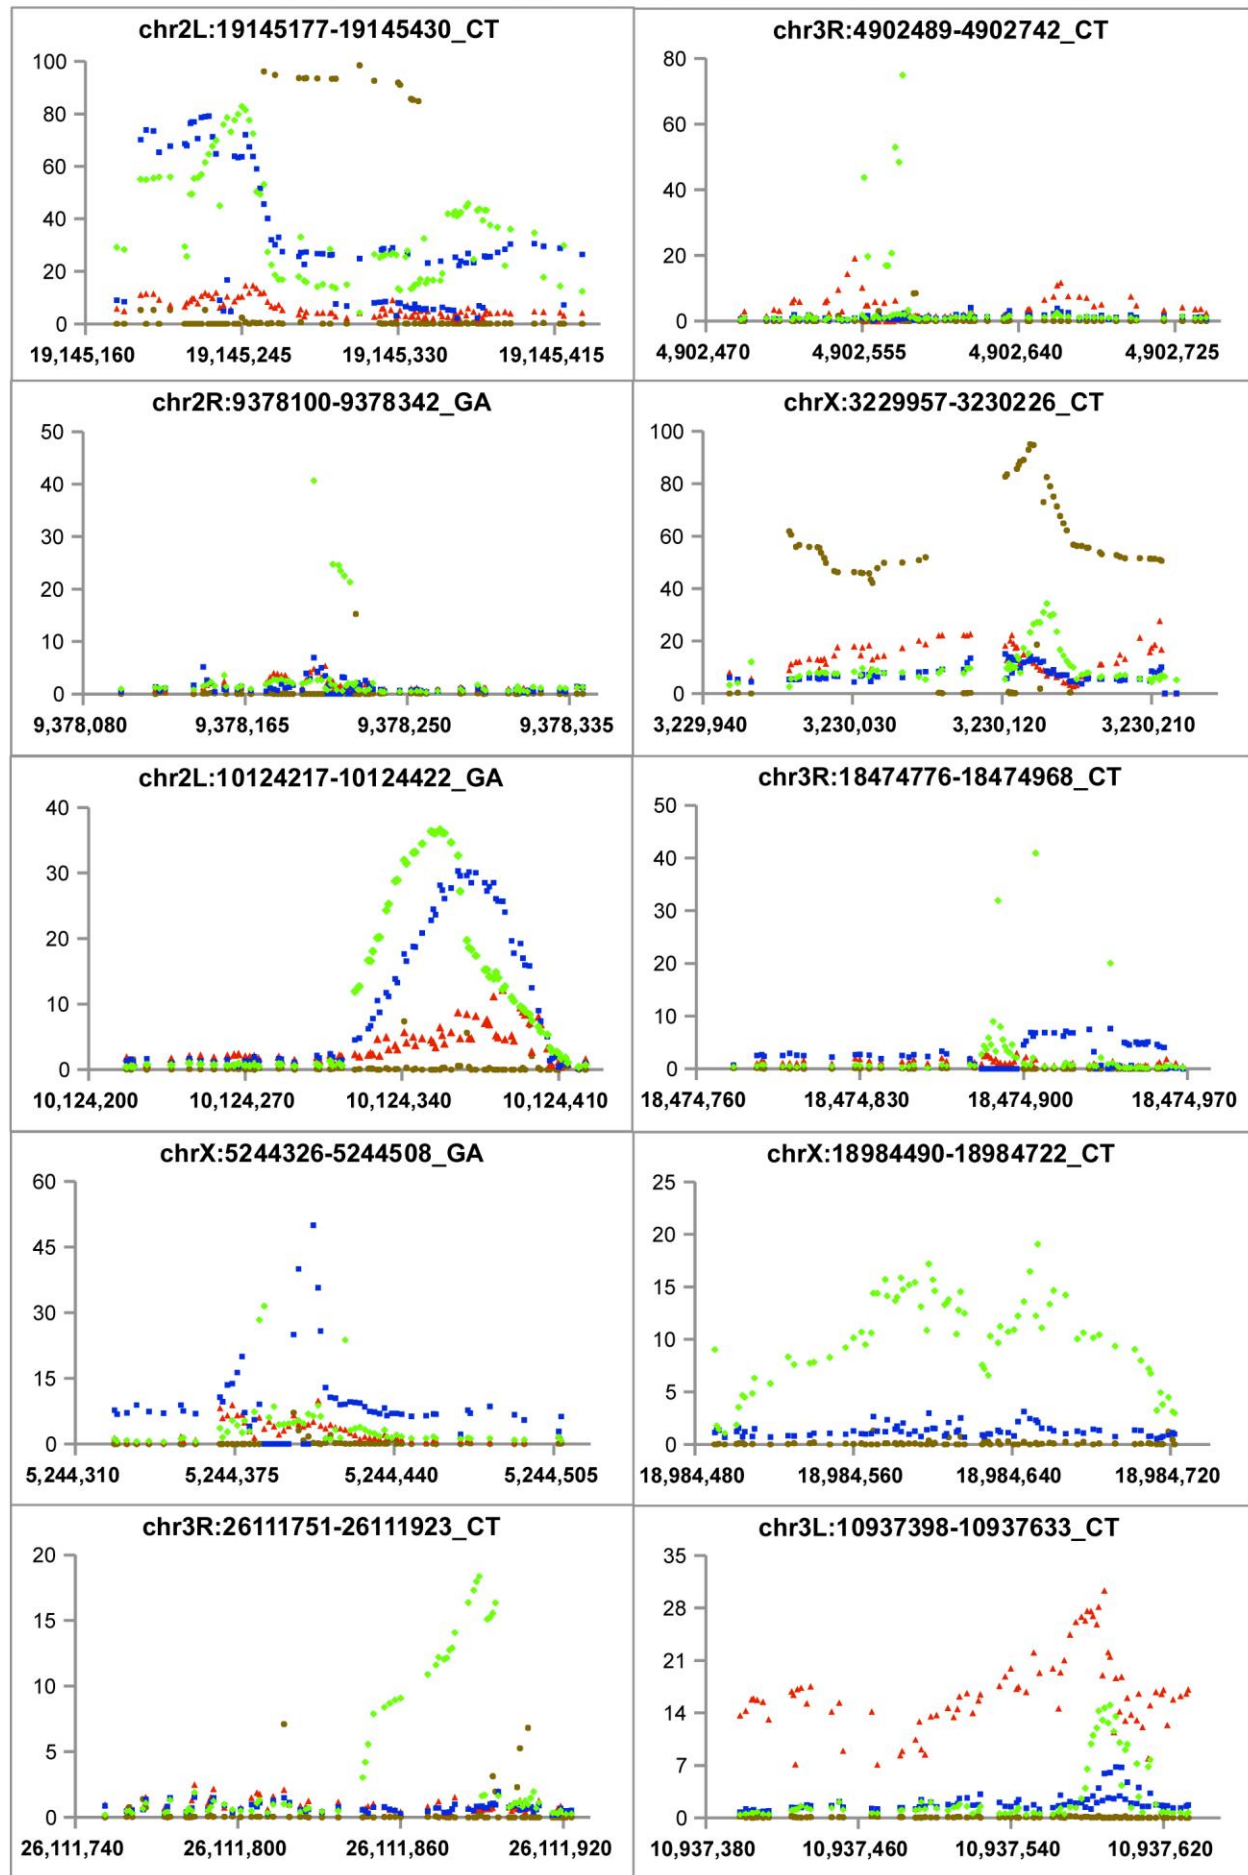 chr2L:19145177-19145430_CT
100
80
60
40
20
0
19,145,160 19,145,245 19,145,330 19,145,415
chr3R:4902489-4902742_CT
80
60
40
20
0
4,902,470 4,902,555 4,902,640 4,902,725
chr2R:9378100-9378342_GA
50
40
30
20
10
0
9,378,080 9,378,165 9,378,250 9,378,335
chrX:3229957-3230226_CT
100
80
60
40
20
0
3,229,940 3,230,030 3,230,120 3,230,210
chr2L:10124217-10124422_GA
40
30
20
10
0
10,124,200 10,124,270 10,124,340 10,124,410
chr3R:18474776-18474968_CT
50
40
30
20
10
0
18,474,760 18,474,830 18,474,900 18,474,970
chrX:5244326-5244508_GA
60
45
30
15
0
5,244,310 5,244,375 5,244,440 5,244,505
chrX:18984490-18984722_CT
25
20
15
10
5
0
18,984,480 18,984,560 18,984,640 18,984,720
chr3R:26111751-26111923_CT
20
15
10
5
0
26,111,740 26,111,800 26,111,860 26,111,920
chr3L:10937398-10937633_CT
35
28
21
14
7
0
10,937,380 10,937,460 10,937,540 10,937,620